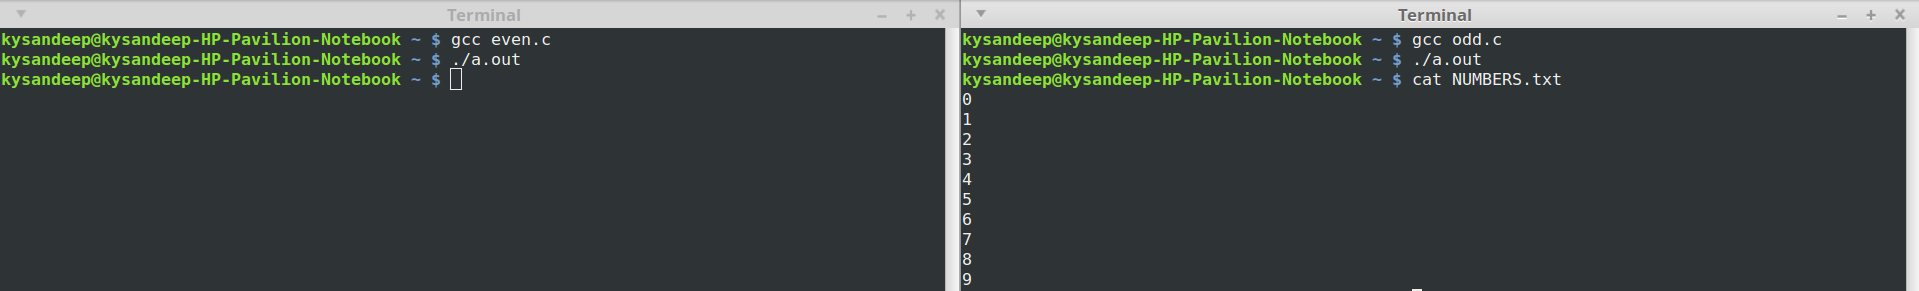 Terminal
kysandeep@kysandeep-HP-Pavilion-Notebook ~ $ gcc even.c
kysandeep@kysandeep-HP-Pavilion-Notebook ~ $ ./a.out
kysandeep@kysandeep-HP-Pavilion-Notebook ~ $
Terminal
kysandeep@kysandeep-HP-Pavilion-Notebook ~ $ gcc odd.c
kysandeep@kysandeep-HP-Pavilion-Notebook ~ $ ./a.out
kysandeep@kysandeep-HP-Pavilion-Notebook ~ $ cat NUMBERS.txt
0
1
2
3
4
5
6
7
8
9